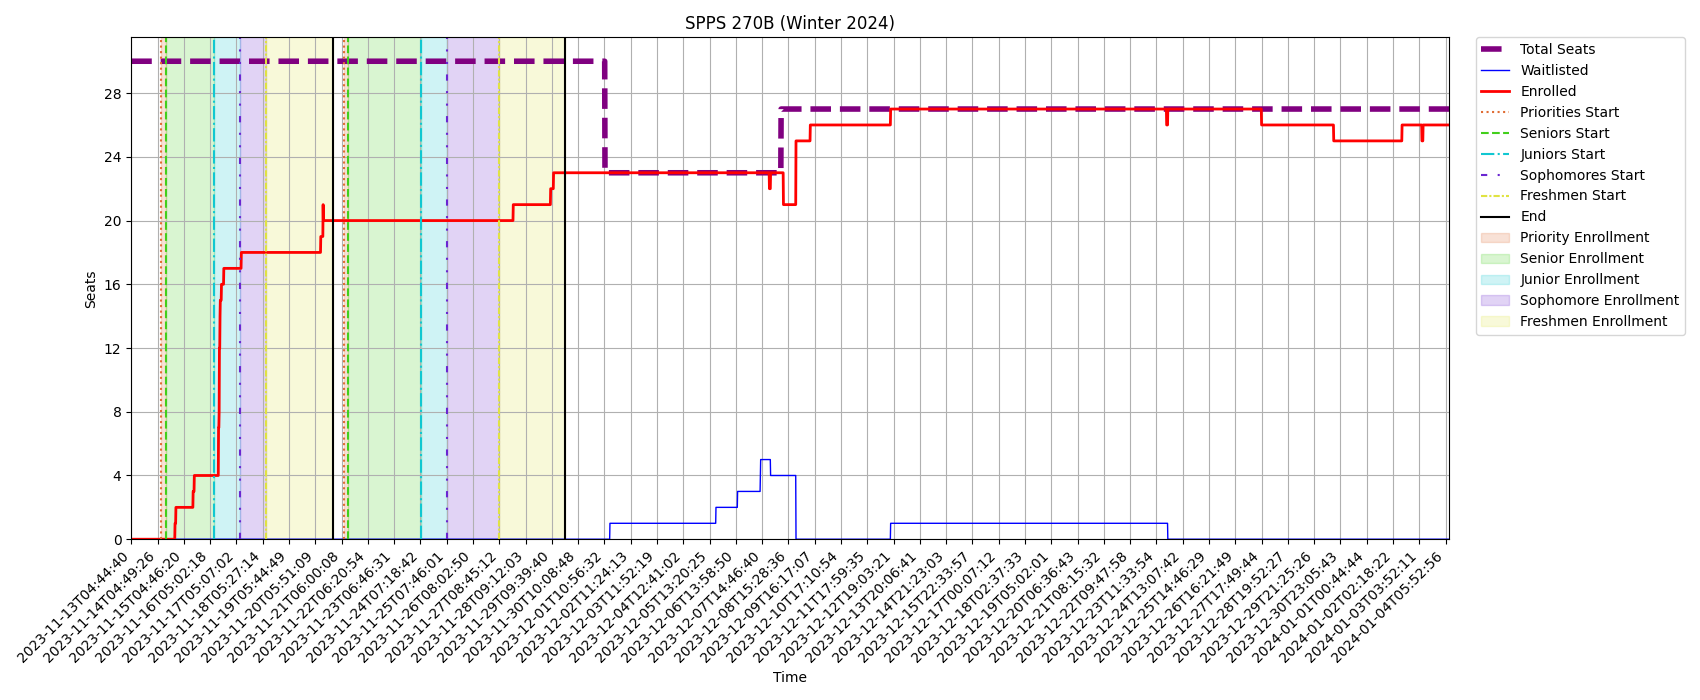 SPPS 270B (Winter 2024)
Seats
28
24
20
16
12
8
4
0
2023-11-13T04:44:40
2023-11-14T04:49:26
2023-11-15T04:46:20
2023-11-16T05:02:18
2023-11-17T05:07:02
2023-11-18T05:27:14
2023-11-19T05:44:49
2023-11-20T05:51:09
2023-11-21T06:00:08
2023-11-22T06:20:54
2023-11-23T06:46:31
2023-11-24T07:18:42
2023-11-25T07:46:01
2023-11-26T08:02:50
2023-11-27T08:45:12
2023-11-28T09:12:03
2023-11-29T09:39:40
2023-11-30T10:08:48
2023-12-01T10:56:32
2023-12-02T11:24:13
2023-12-03T11:52:19
2023-12-04T12:41:02
2023-12-05T13:20:25
2023-12-06T13:58:50
2023-12-07T14:46:40
2023-12-08T15:28:36
2023-12-09T16:17:07
2023-12-10T17:10:54
2023-12-11T17:59:35
2023-12-12T19:03:21
2023-12-13T20:06:41
2023-12-14T21:23:03
2023-12-15T22:33:57
2023-12-17T00:07:12
2023-12-18T02:37:33
2023-12-19T05:02:01
2023-12-20T06:36:43
2023-12-21T08:15:32
2023-12-22T09:47:58
2023-12-23T11:33:54
2023-12-24T13:07:42
2023-12-25T14:46:29
2023-12-26T16:21:49
2023-12-27T17:49:44
2023-12-28T19:52:27
2023-12-29T21:25:26
2023-12-30T23:05:43
2024-01-01T00:44:44
2024-01-02T02:18:22
2024-01-03T03:52:11
2024-01-04T05:52:56
Time
Total Seats
Waitlisted
Enrolled
Priorities Start
Seniors Start
Juniors Start
Sophomores Start
Freshmen Start
End
Priority Enrollment
Senior Enrollment
Junior Enrollment
Sophomore Enrollment
Freshmen Enrollment